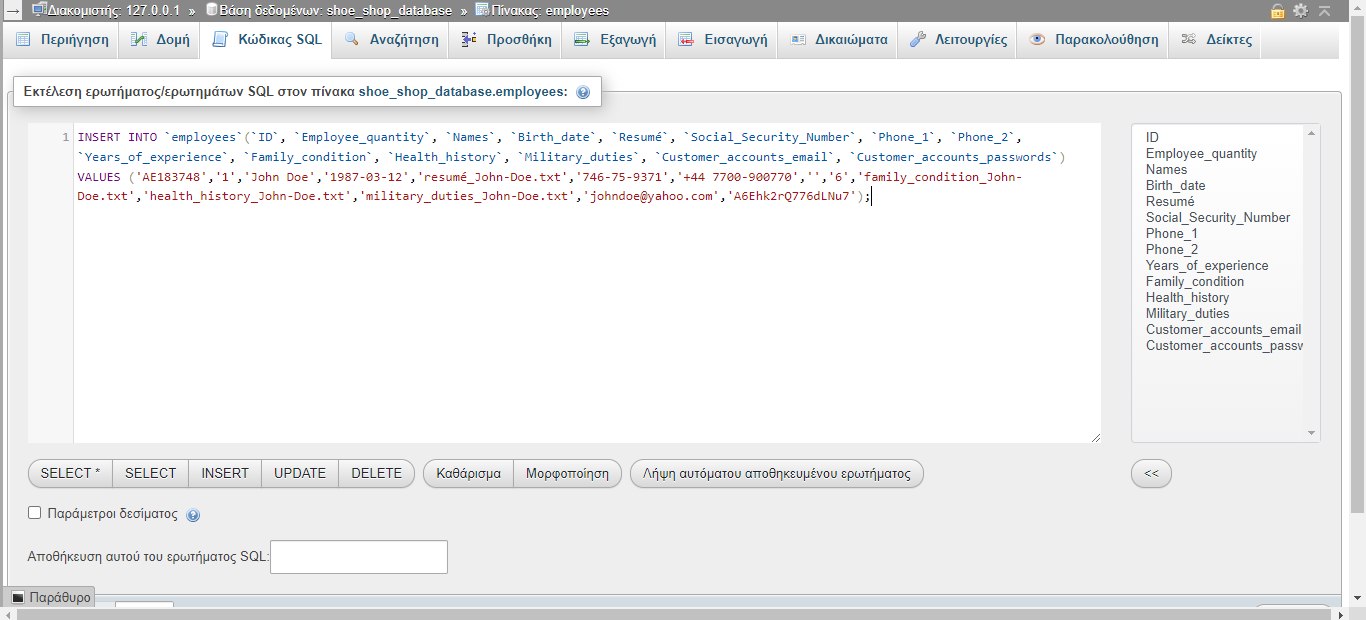 Διακομιστής: 127.0.0.1 » Βάση δεδομένων: shoe_shop_database » Πίνακας: employees
Περιήγηση Δομή Κώδικας SQL Αναζήτηση Προσθήκη Εξαγωγή Εισαγωγή Δικαιώματα Λειτουργίες Παρακολούθηση Δείκτες
Εκτέλεση ερωτήματος/ερωτημάτων SQL στον πίνακα shoe_shop_database.employees:
1 INSERT INTO `employees`(`ID`, `Employee_quantity`, `Names`, `Birth_date`, `Resumé`, `Social_Security_Number`, `Phone_1`, `Phone_2`,
`Years_of_experience`, `Family_condition`, `Health_history`, `Military_duties`, `Customer_accounts_email`, `Customer_accounts_passwords`)
VALUES ('AE183748','1','John Doe','1987-03-12','resumé_John-Doe.txt','746-75-9371','+44 7700-900770','','6','family_condition_John-
Doe.txt','health_history_John-Doe.txt','military_duties_John-Doe.txt','johndoe@yahoo.com','A6Ehk2rQ776dLNu7');
ID
Employee_quantity
Names
Birth_date
Resumé
Social_Security_Number
Phone_1
Phone_2
Years_of_experience
Family_condition
Health_history
Military_duties
Customer_accounts_email
Customer_accounts_passw
SELECT * SELECT INSERT UPDATE DELETE Καθάρισμα Μορφοποίηση Λήψη αυτόματου αποθηκευμένου ερωτήματος <<
Παράμετροι δεσίματος
Αποθήκευση αυτού του ερωτήματος SQL:
Παράθυρο